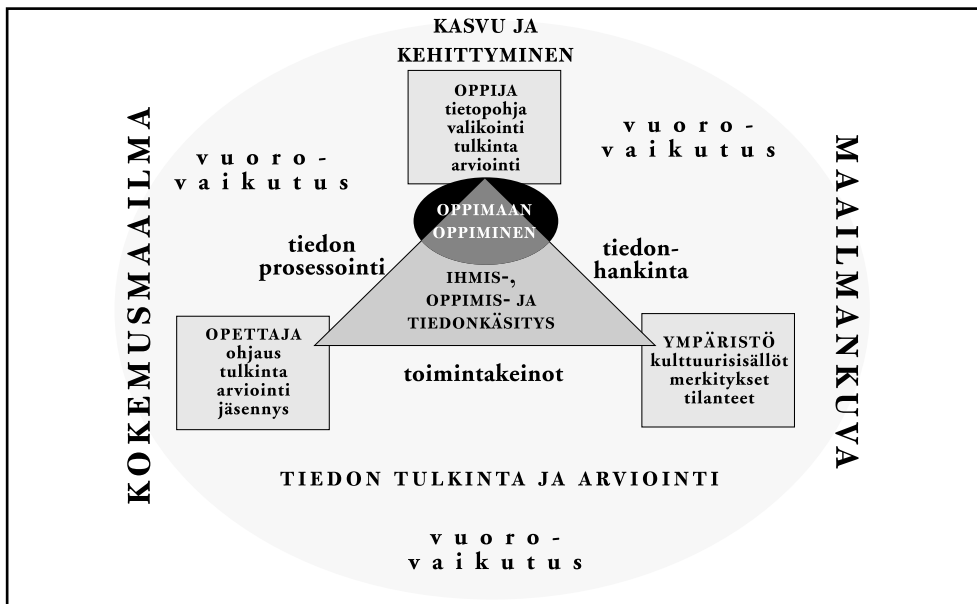 KASVU JA
KEHITTYMINEN
OPPIJA
tietopohja
valikointi
tulkinta
arviointi
vuoro-
vaikutus
vuoro-
vaikutus
KOKEMUSMAAILMA
MAAILMANKUVA
OPPIMAAN
OPPIMINEN
tiedon
prosessointi
tiedon-
hankinta
IHMIS-,
OPPIMIS- JA
TIEDONKÄSITYS
OPETTAJA
ohjaus
tulkinta
arviointi
jäsennys
toimintakeinot
YMPÄRISTÖ
kulttuurisisällöt
merkitykset
tilanteet
TIEDON TULKINTA JA ARVIOINTI
vuoro-
vaikutus